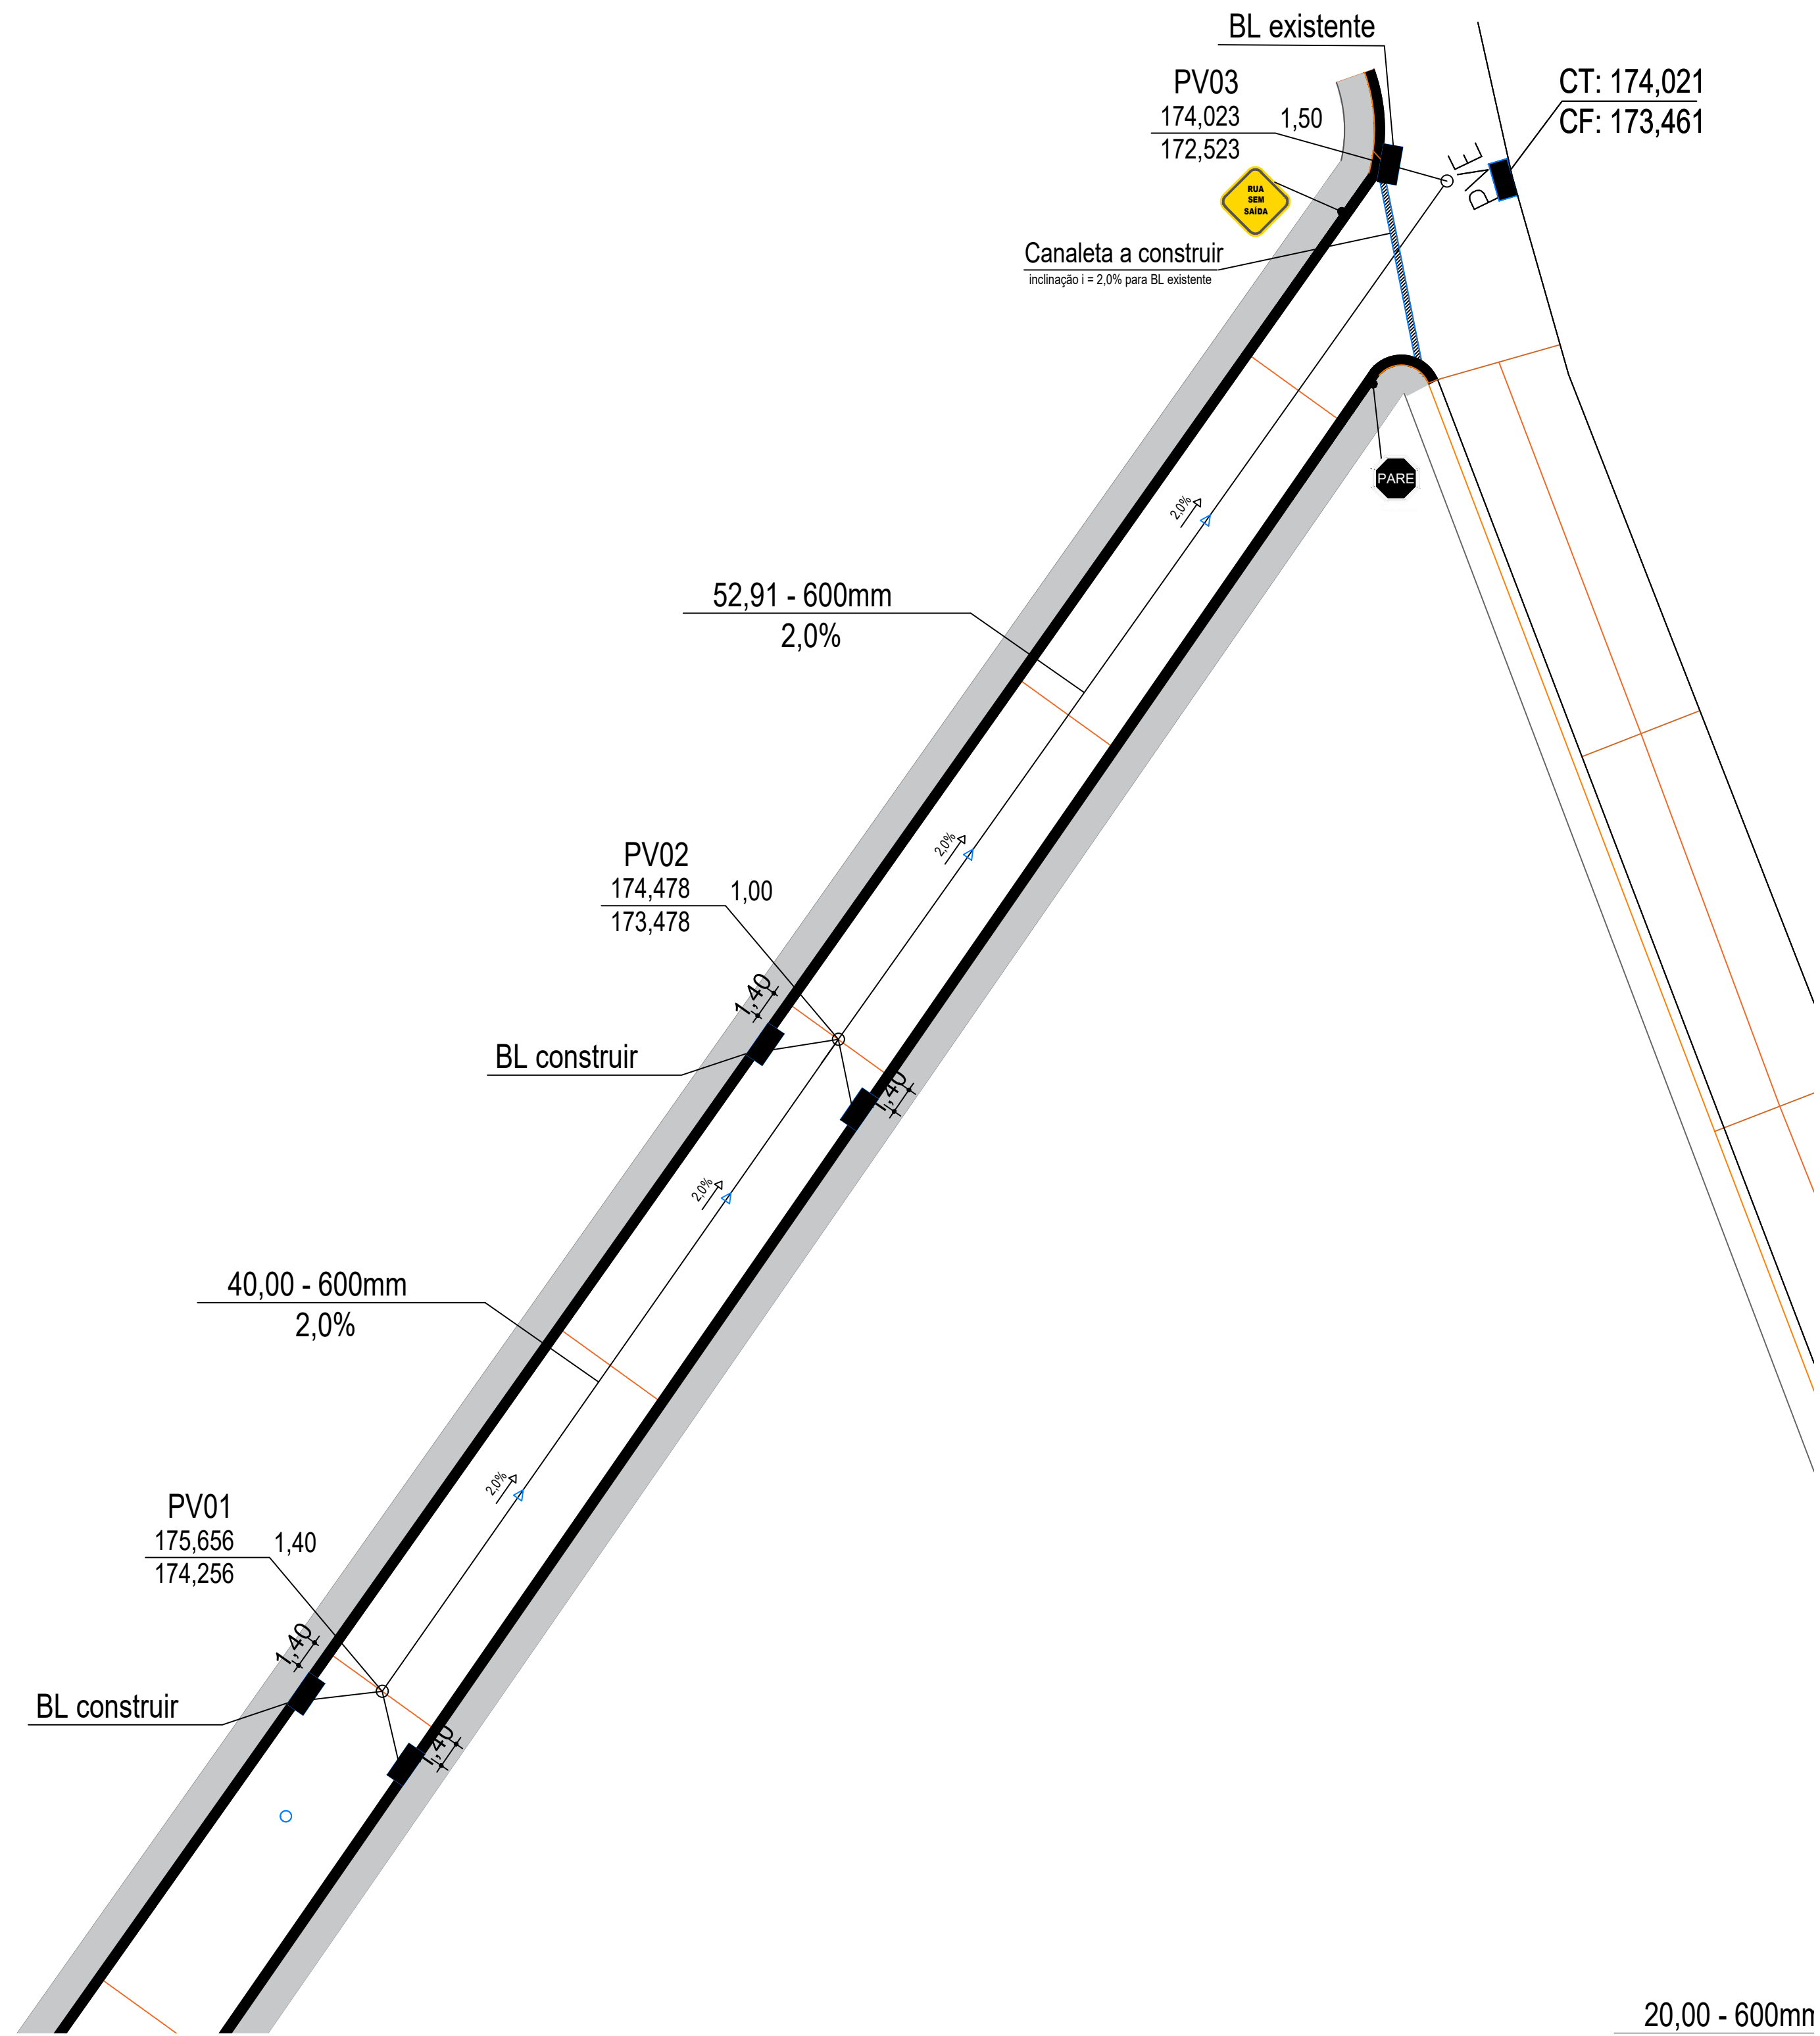 BL existente
PV03
174,023 1,50
172,523
CT: 174,021
CF: 173,461
PVE
RUA
SEM
SAÍDA
Canaleta a construir
inclinação i = 2,0% para BL existente
PARE
2,0%
52,91 - 600mm
2,0%
2,0%
PV02
174,478 1,00
173,478
1,40
BL construir
1,40
2,0%
40,00 - 600mm
2,0%
2,0%
PV01
175,656 1,40
174,256
1,40
BL construir
1,40
20,00 - 600mm